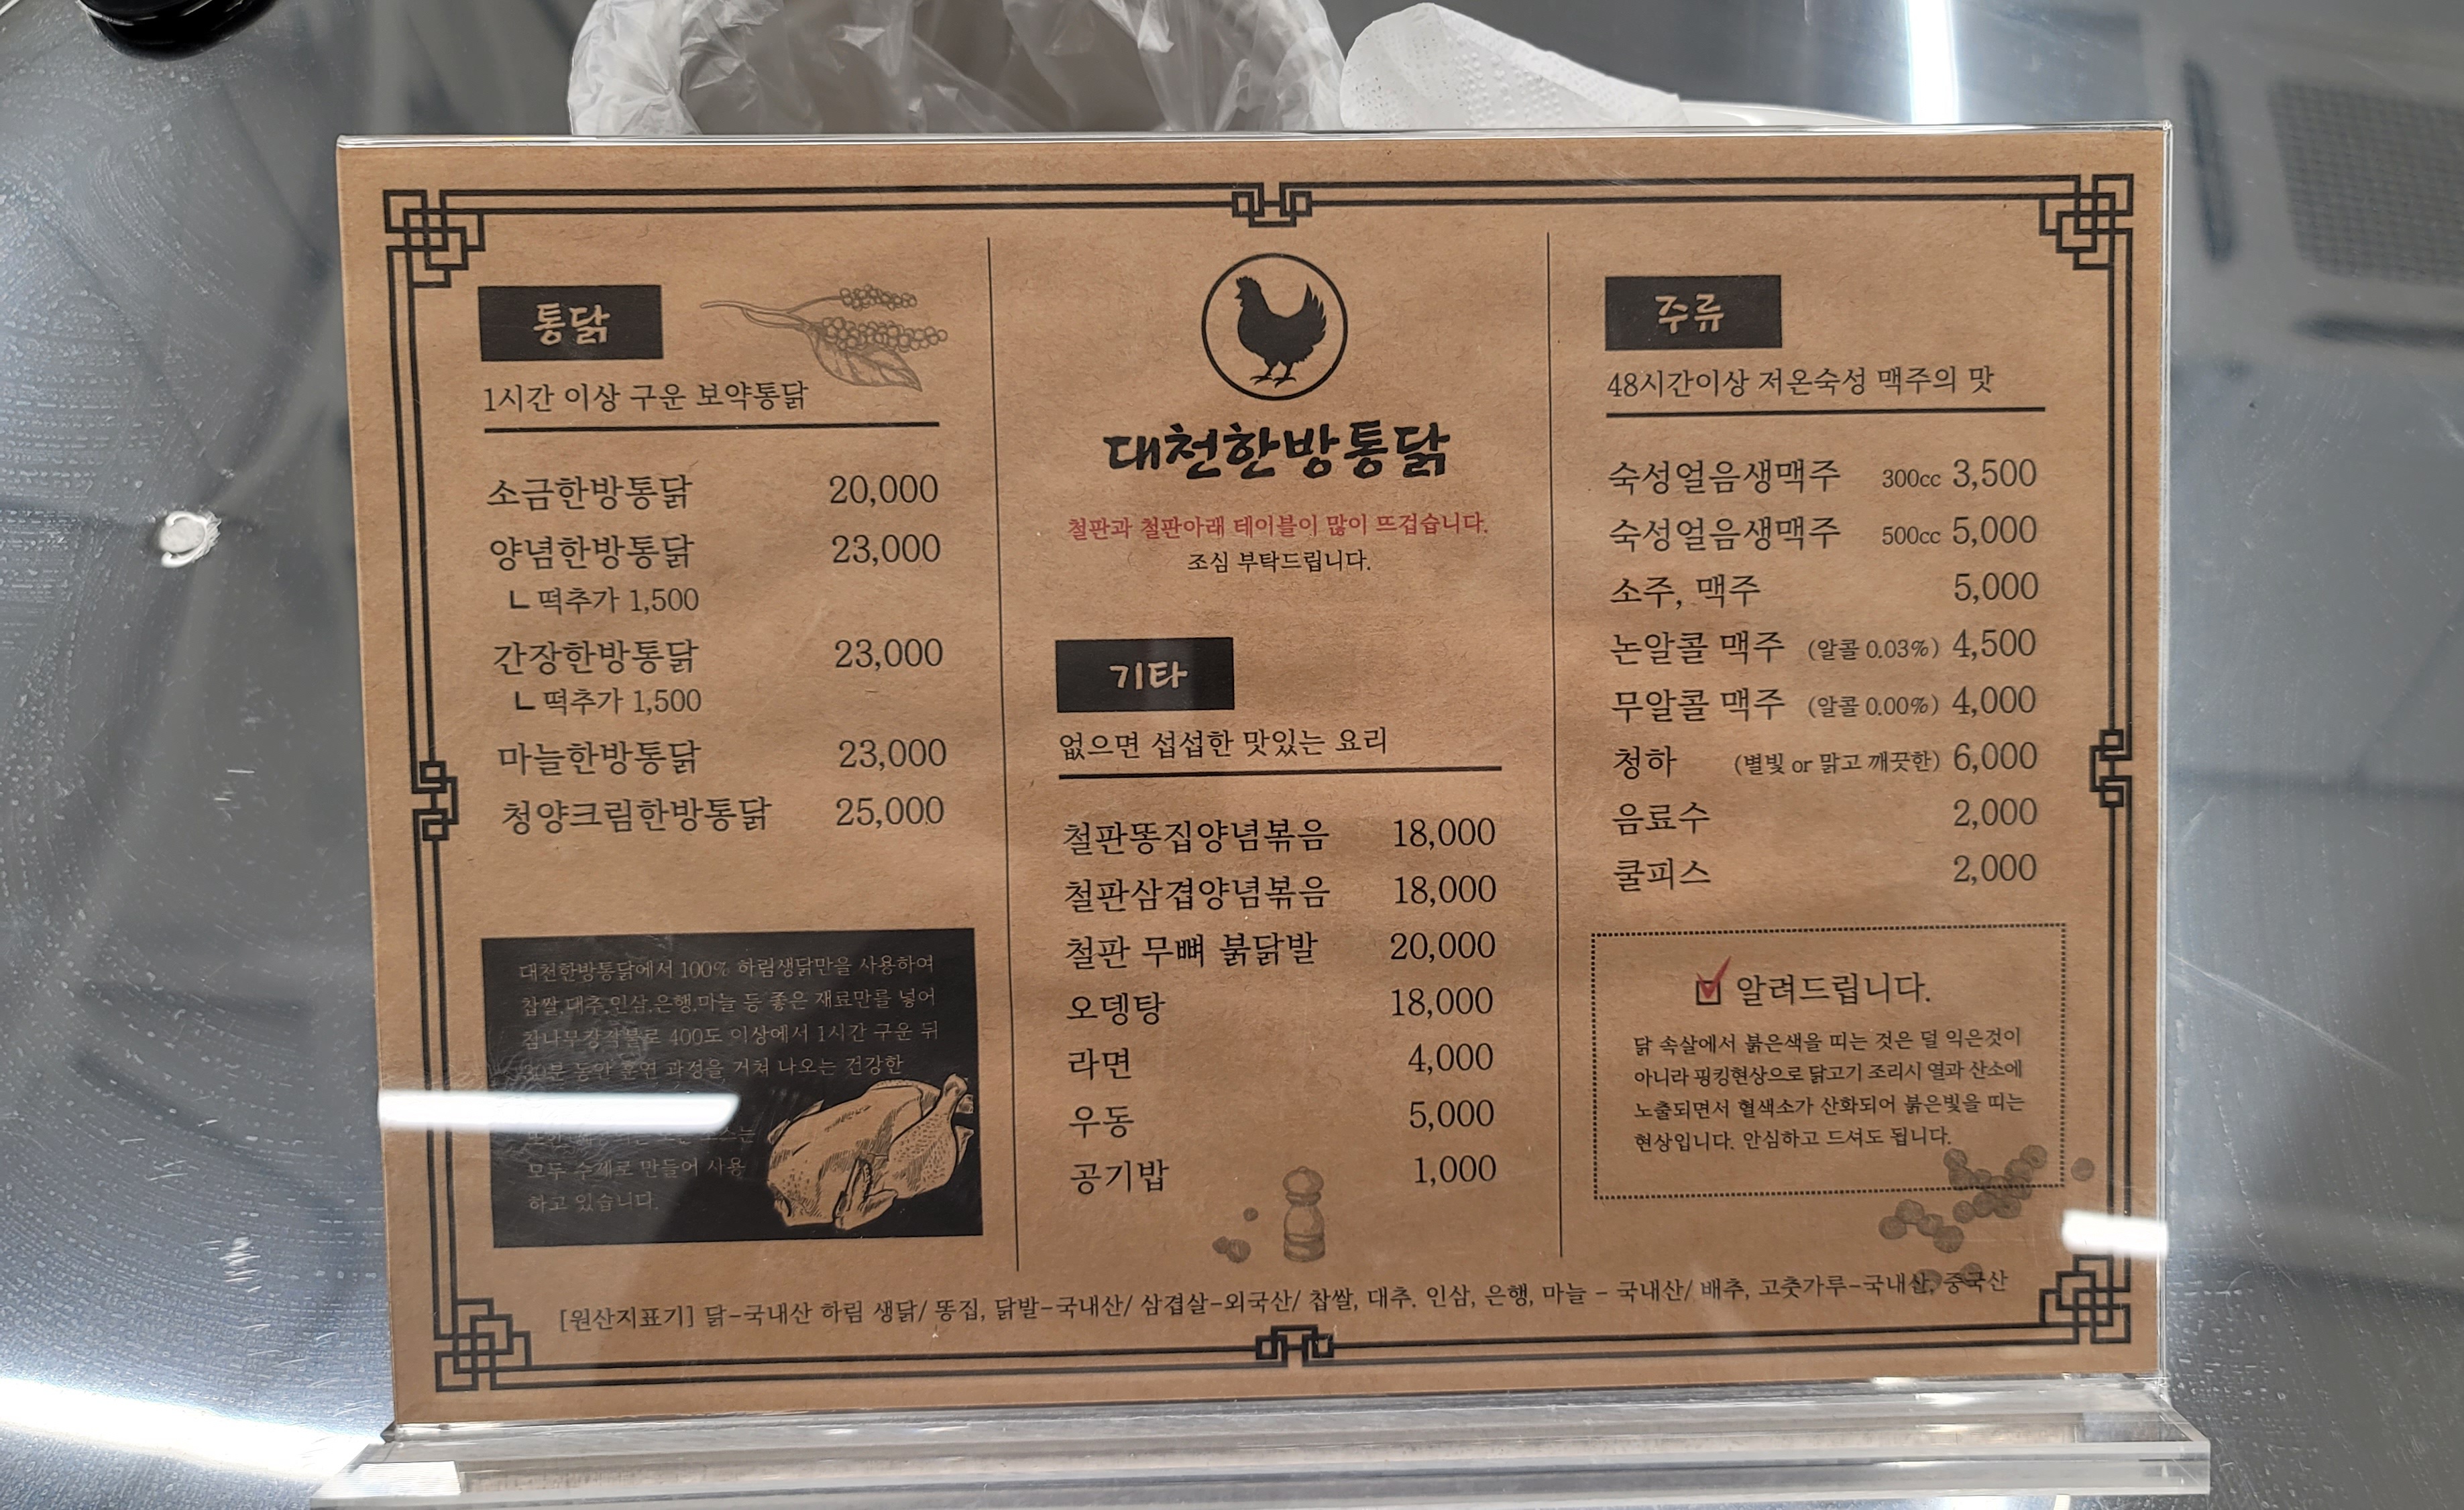 통닭
1시간 이상 구운 보약통닭
소금한방통닭 20,000
양념한방통닭 23,000
ㄴ떡추가 1,500
간장한방통닭 23,000
ㄴ떡추가 1,500
마늘한방통닭 23,000
청양크림한방통닭 25,000
대천한방통닭에서 100% 하림생닭만을 사용하여
찹쌀,대추,인삼,은행,마늘 등 좋은 재료만를 넣어
참나무장작불로 400도 이상에서 1시간 구운 뒤
동안 훈연 과정을 거쳐 나오는 건강한
모두 수제로 만들어 사용
하고 있습니다.
대천한방통닭
철판과 철판아래 테이블이 많이 뜨겁습니다.
조심 부탁드립니다.
기타
없으면 섭섭한 맛있는 요리
철판똥집양념볶음 18,000
철판삼겹양념볶음 18,000
철판 무뼈 붉닭발 20,000
오뎅탕 18,000
라면 4,000
우동 5,000
공기밥 1,000
주류
48시간이상 저온숙성 맥주의 맛
숙성얼음생맥주 300cc 3,500
숙성얼음생맥주 500cc 5,000
소주, 맥주 5,000
논알콜 맥주 (알콜 0.03%) 4,500
무알콜 맥주 (알콜 0.00%) 4,000
청하 (별빛 or 맑고 깨끗한) 6,000
음료수 2,000
쿨피스 2,000
알려드립니다.
닭 속살에서 붉은색을 띠는 것은 덜 익은것이
아니라 핑킹현상으로 닭고기 조리시 열과 산소에
노출되면서 혈색소가 산화되어 붉은빛을 띠는
현상입니다. 안심하고 드셔도 됩니다.
[원산지표기] 닭-국내산 하림 생닭/ 똥집, 닭발-국내산/ 삼겹살-외국산/ 찹쌀, 대추. 인삼, 은행, 마늘 - 국내산/ 배추, 고춧가루-국내산, 중국산